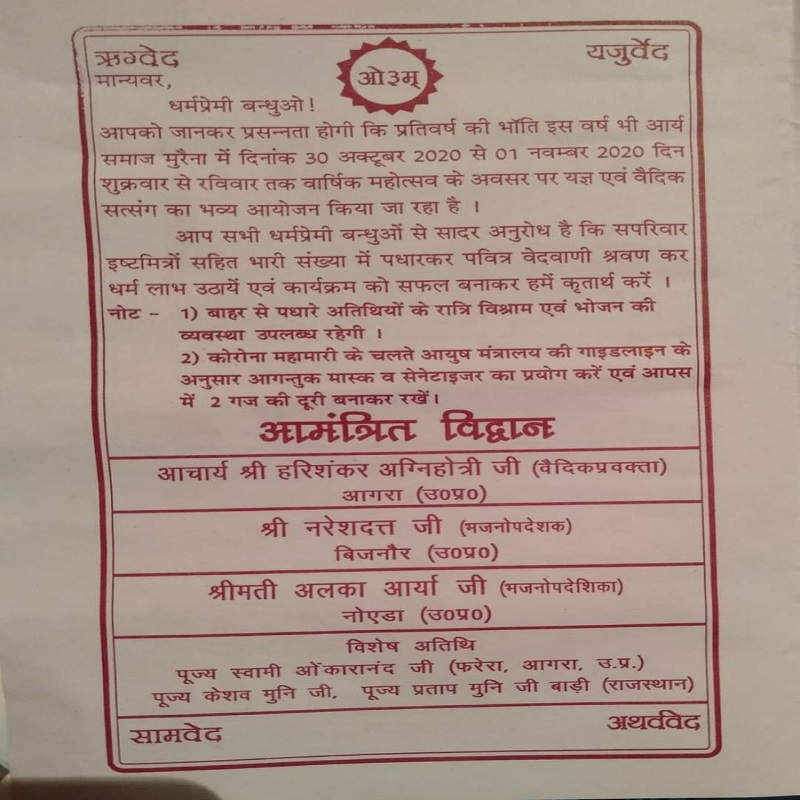 ऋग्वेद
ओ३म्
यजुर्वेद
मान्यवर,
धर्मप्रेमी बन्धुओ!
आपको जानकर प्रसन्नता होगी कि प्रतिवर्ष की भाँति इस वर्ष भी आर्य
समाज मुरैना में दिनांक 30 अक्टूबर 2020 से 01 नवम्बर 2020 दिन
शुक्रवार से रविवार तक वार्षिक महोत्सव के अवसर पर यज्ञ एवं वैदिक
सत्संग का भव्य आयोजन किया जा रहा है ।
आप सभी धर्मप्रेमी बन्धुओं से सादर अनुरोध है कि सपरिवार
इष्टमित्रों सहित भारी संख्या में पधारकर पवित्र वेदवाणी श्रवण कर
धर्म लाभ उठायें एवं कार्यक्रम को सफल बनाकर हमें कृतार्थ करें ।
नोट - 1) बाहर से पधारे अतिथियों के रात्रि विश्राम एवं भोजन की
व्यवस्था उपलब्ध रहेगी ।
2) कोरोना महामारी के चलते आयुष मंत्रालय की गाइडलाइन के
अनुसार आगन्तुक मास्क व सेनेटाइजर का प्रयोग करें एवं आपस
में 2 गज की दूरी बनाकर रखें।
आमंत्रित विद्वान
आचार्य श्री हरिशंकर अग्निहोत्री जी (वैदिकप्रवक्ता)
आगरा (उ0प्र0)
श्री नरेशदत्त जी (भजनोपदेशक)
बिजनौर (उ0प्र0)
श्रीमती अलका आर्या जी (भजनोपदेशिका)
नोएडा (उ0प्र0)
विशेष अतिथि
पूज्य स्वामी ओंकारानंद जी (फरेरा, आगरा, उ.प्र.)
पूज्य केशव मुनि जी, पूज्य प्रताप मुनि जी बाड़ी (राजस्थान)
सामवेद
अथर्ववेद